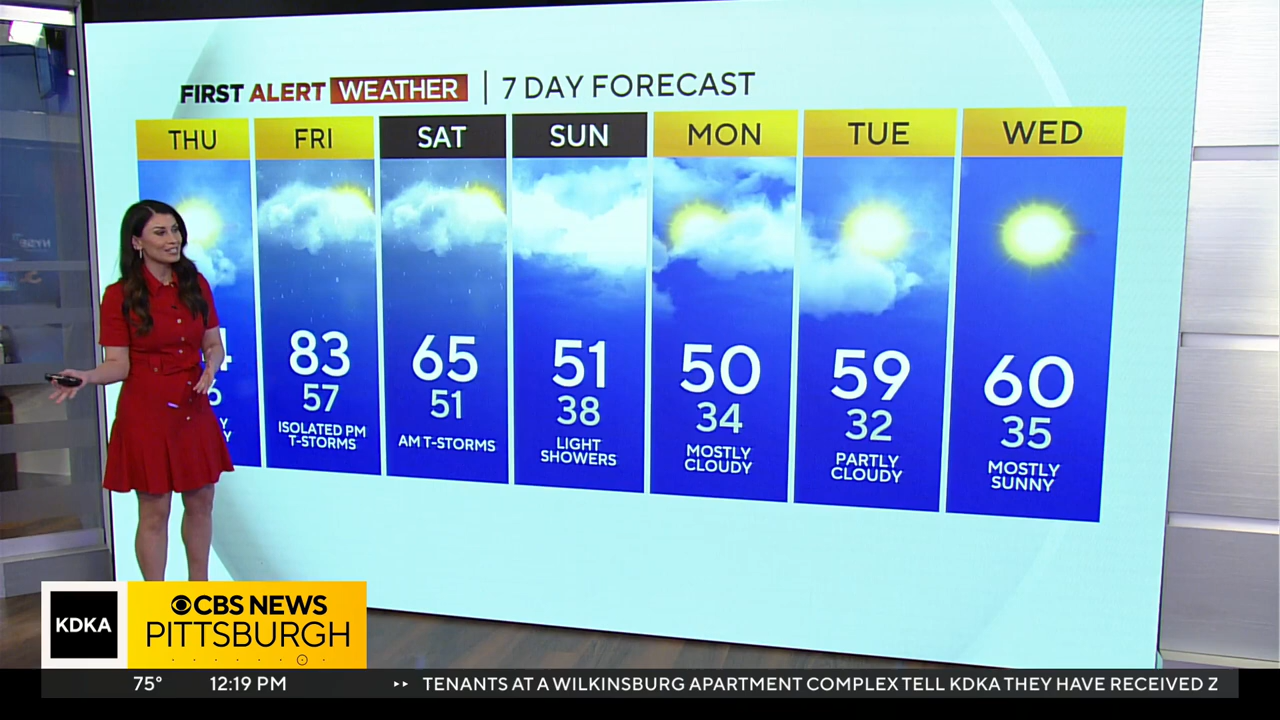 FIRST ALERT WEATHER | 7 DAY FORECAST
THU FRI SAT SUN MON TUE WED
83 65 51 50 59 60
57 51 38 34 32 35
ISOLATED PM
T-STORMS
AM T-STORMS
LIGHT
SHOWERS
MOSTLY
CLOUDY
PARTLY
CLOUDY
MOSTLY
SUNNY
KDKA
CBS NEWS
PITTSBURGH
75° 12:19 PM TENANTS AT A WILKINSBURG APARTMENT COMPLEX TELL KDKA THEY HAVE RECEIVED Z